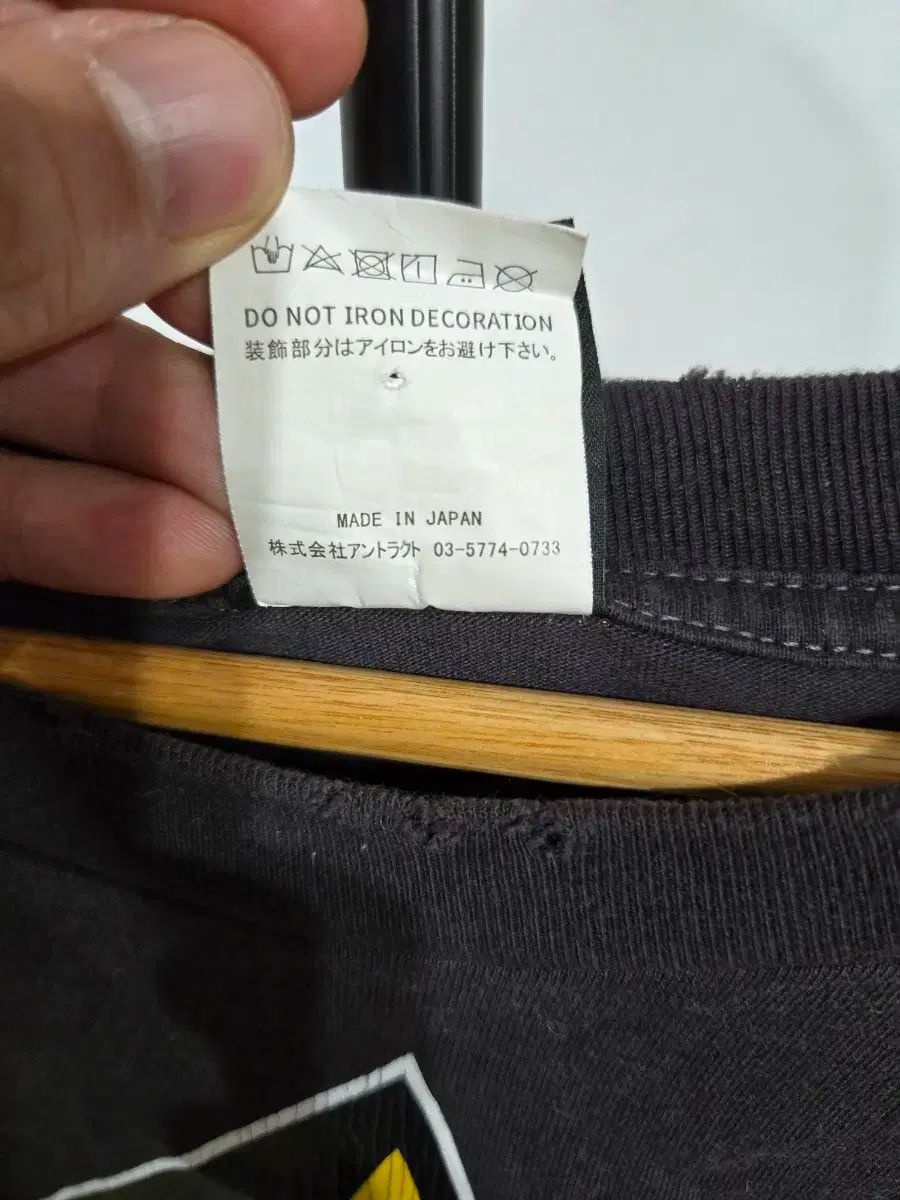 DO NOT IRON DECORATION
装飾部分はアイロンをお避け下さい。
MADE IN JAPAN
株式会社アントラクト 03-5774-0733